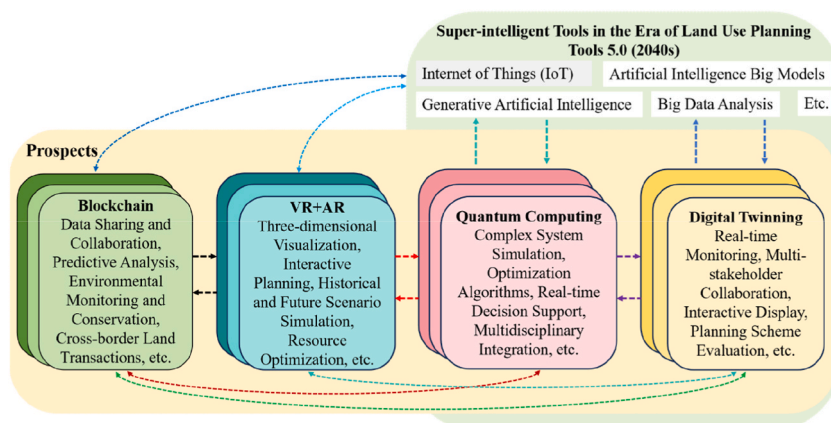 Super-intelligent Tools in the Era of Land Use Planning
Tools 5.0 (2040s)
Internet of Things (IoT)
Artificial Intelligence Big Models
Generative Artificial Intelligence
Big Data Analysis
Etc.
Prospects
Blockchain
Data Sharing and
Collaboration,
Predictive Analysis,
Environmental
Monitoring and
Conservation,
Cross-border Land
Transactions, etc.
VR+AR
Three-dimensional
Visualization,
Interactive
Planning, Historical
and Future Scenario
Simulation,
Resource
Optimization, etc.
Quantum Computing
Complex System
Simulation,
Optimization
Algorithms, Real-time
Decision Support,
Multidisciplinary
Integration, etc.
Digital Twinning
Real-time
Monitoring, Multi-
stakeholder
Collaboration,
Interactive Display,
Planning Scheme
Evaluation, etc.